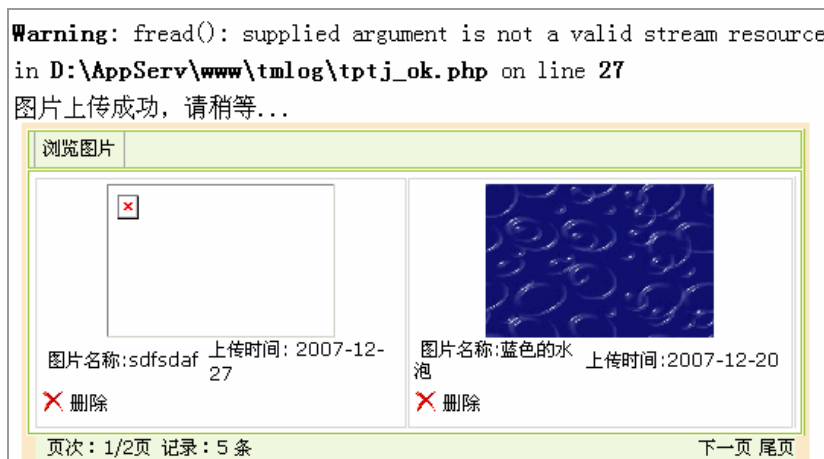 Warning: fread(): supplied argument is not a valid stream resource
in D:\AppServ\www\tmlog\tptj_ok.php on line 27
图片上传成功，请稍等...
浏览图片
图片名称:sdfsdaf 上传时间: 2007-12-
27
图片名称:蓝色的水
泡 上传时间:2007-12-20
删除 删除
页次：1/2页 记录：5 条 下一页 尾页